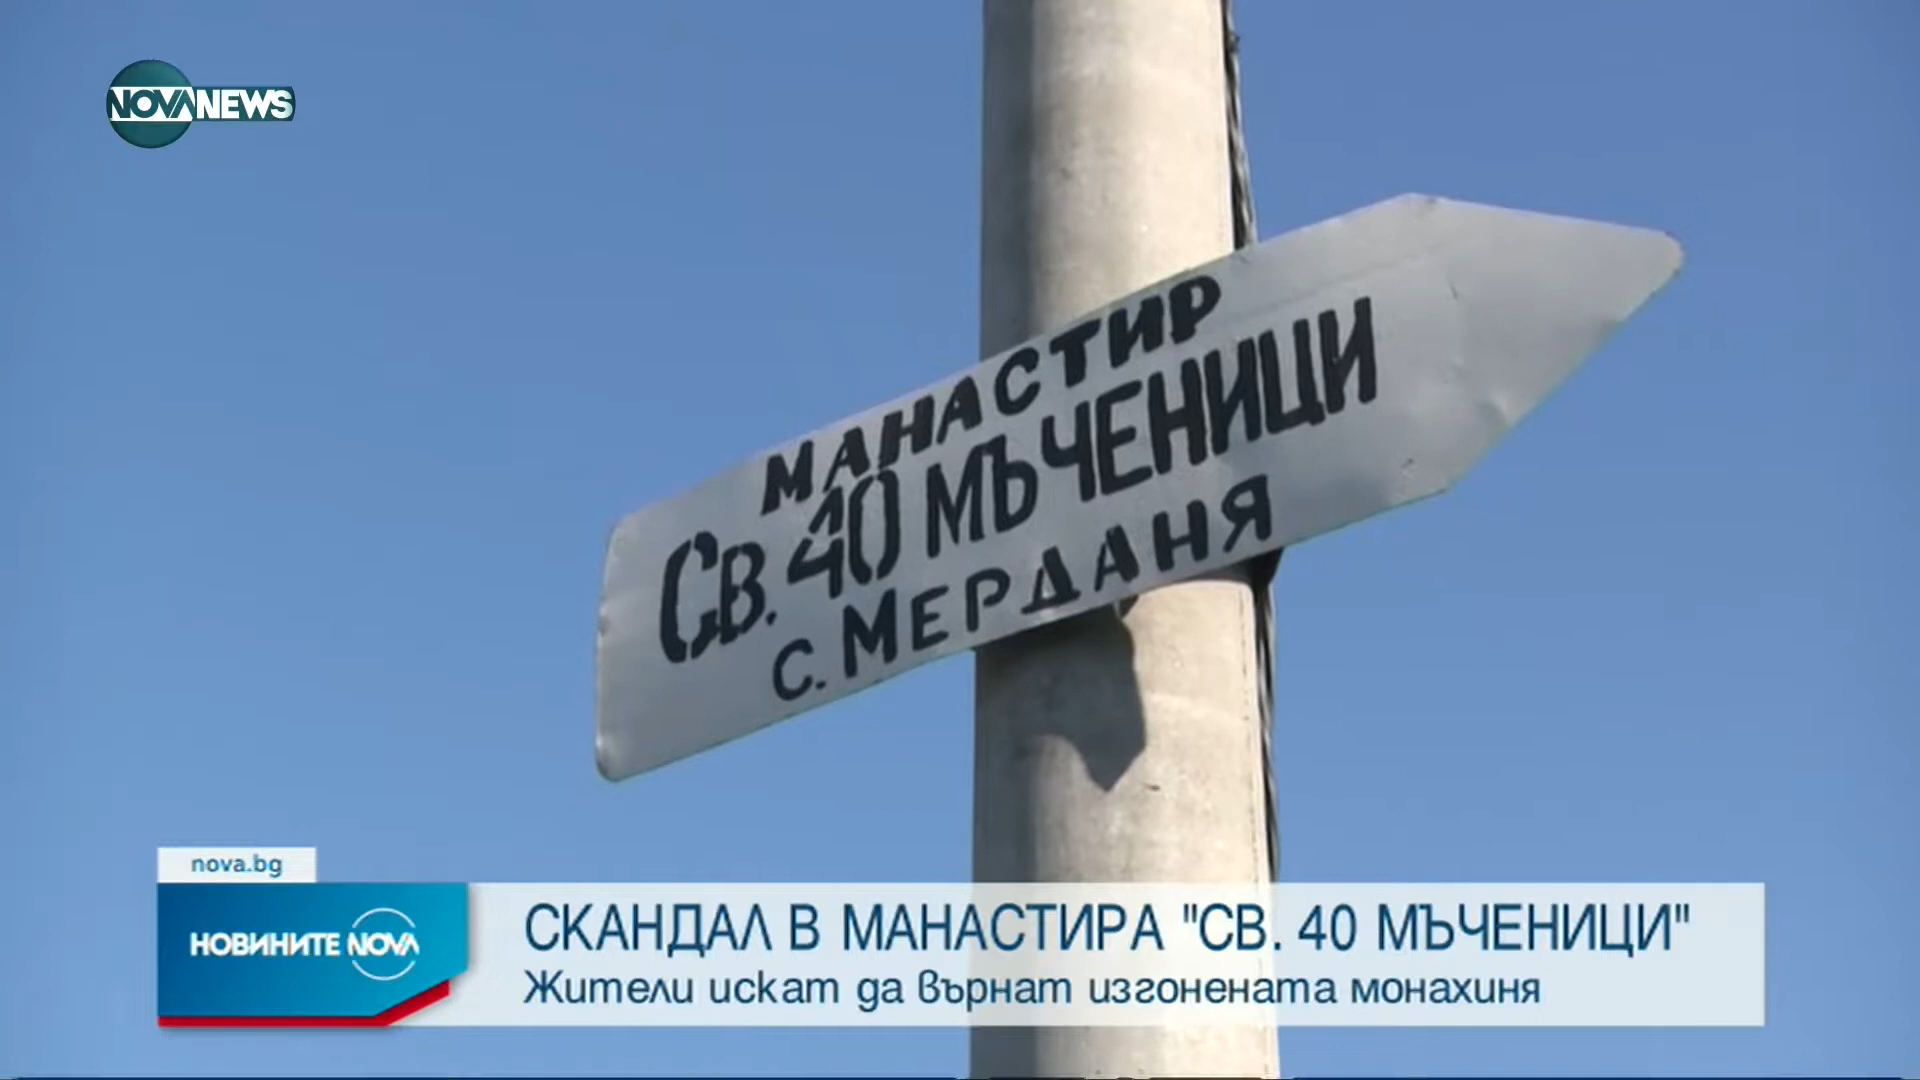 NOVANEWS
МАНАСТИР
СВ. 40 МЪЧЕНИЦИ
С. МЕРДАНЯ
nova.bg
НОВИНИТЕ NOVA
СКАНДАЛ В МАНАСТИРА "СВ. 40 МЪЧЕНИЦИ"
Жители искат да върнат изгонената монахиня